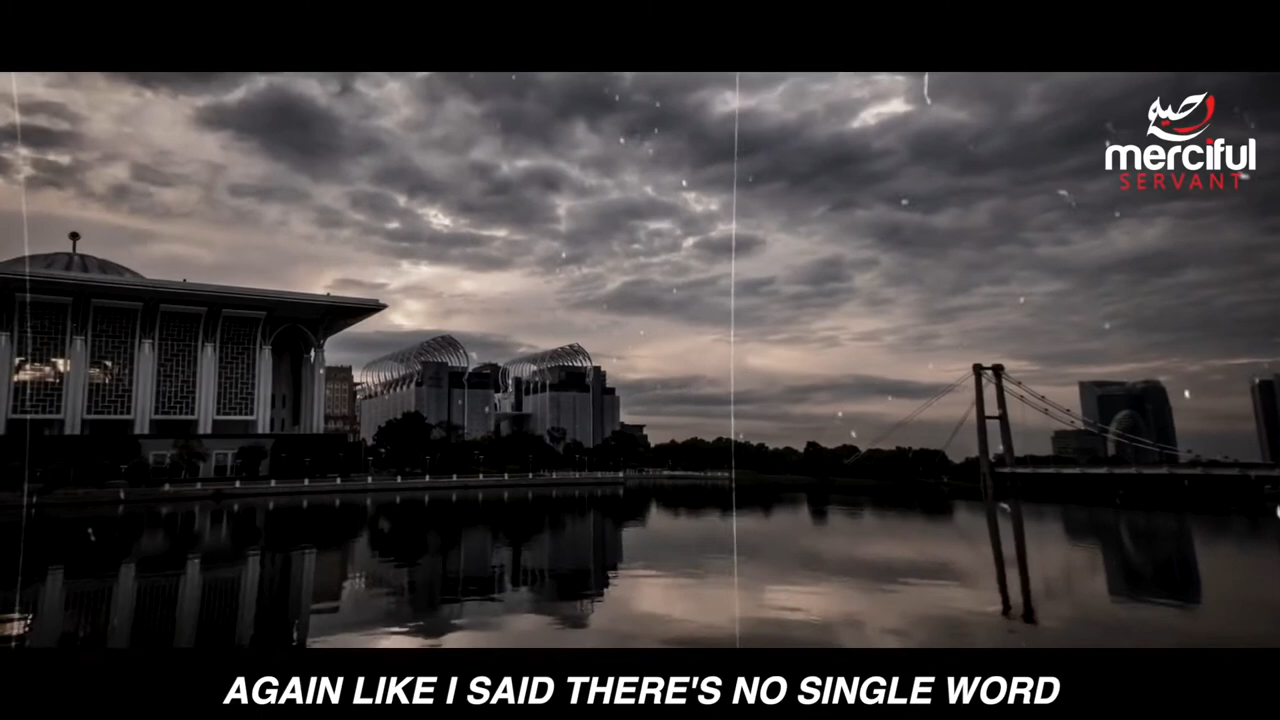 رحيم
merciful
SERVANT
AGAIN LIKE I SAID THERE'S NO SINGLE WORD